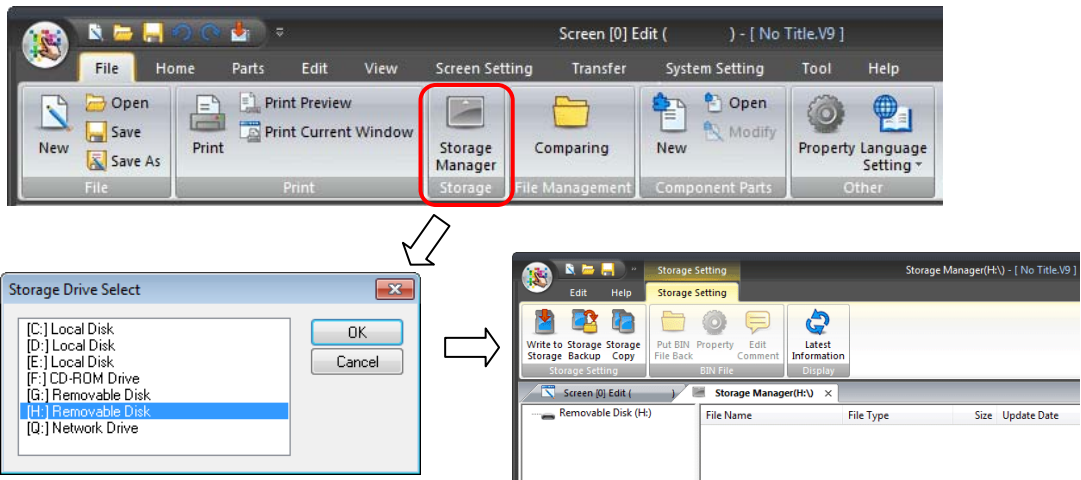 Screen [0] Edit ( ) - [ No Title.V9 ]
File Home Parts Edit View Screen Setting Transfer System Setting Tool Help
New
Open
Save
Save As
File
Print
Print Preview
Print Current Window
Print
Storage
Manager
Storage
Comparing
File Management
New
Open
Modify
Component Parts
Property
Language
Setting
Other
Storage Drive Select
[C:] Local Disk
[D:] Local Disk
[E:] Local Disk
[F:] CD-ROM Drive
[G:] Removable Disk
[H:] Removable Disk
[Q:] Network Drive
OK
Cancel
Storage Setting
Storage Manager(H:\) - [ No Title.V9 ]
Edit Help Storage Setting
Write to
Storage
Storage
Backup
Storage
Copy
Storage Setting
Put BIN
File Back
Property
Edit
Comment
BIN File
Latest
Information
Display
Screen [0] Edit ( )
Storage Manager(H:\) ×
Removable Disk (H:)
File Name File Type Size Update Date